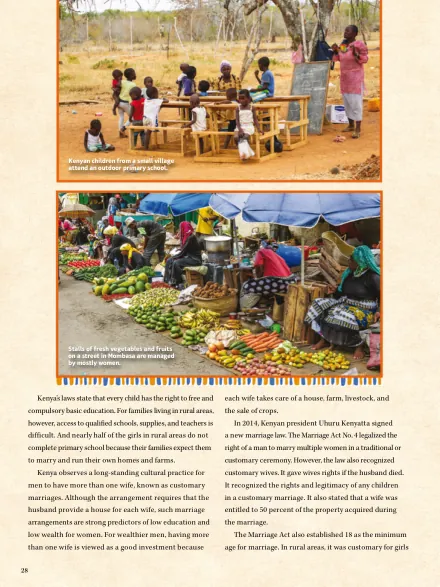 Kenyan children from a small village
attend an outdoor primary school.
Stalls of fresh vegetables and fruits
on a street in Mombasa are managed
by mostly women.
Kenya's laws state that every child has the right to free and
compulsory basic education. For families living in rural areas,
however, access to qualified schools, supplies, and teachers is
difficult. And nearly half of the girls in rural areas do not
complete primary school because their families expect them
to marry and run their own homes and farms.
Kenya observes a long-standing cultural practice for
men to have more than one wife, known as customary
marriages. Although the arrangement requires that the
husband provide a house for each wife, such marriage
arrangements are strong predictors of low education and
low wealth for women. For wealthier men, having more
than one wife is viewed as a good investment because
each wife takes care of a house, farm, livestock, and
the sale of crops.
In 2014, Kenyan president Uhuru Kenyatta signed
a new marriage law. The Marriage Act No. 4 legalized the
right of a man to marry multiple women in a traditional or
customary ceremony. However, the law also recognized
customary wives. It gave wives rights if the husband died.
It recognized the rights and legitimacy of any children
in a customary marriage. It also stated that a wife was
entitled to 50 percent of the property acquired during
the marriage.
The Marriage Act also established 18 as the minimum
age for marriage. In rural areas, it was customary for girls
28